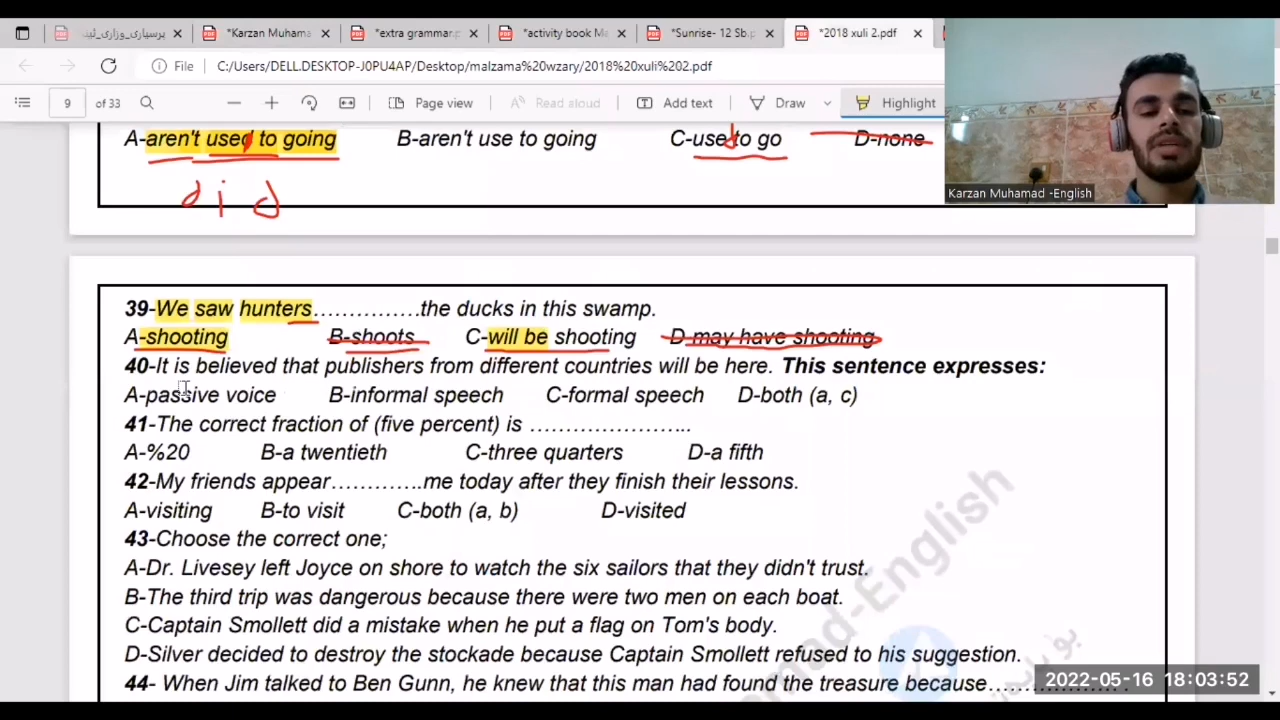 پرسیاری_وزاری_ئین
*Karzan Muhama
*extra grammar.p
*activity book Ma
*Sunrise- 12 Sb.p
*2018 xuli 2.pdf
File C:/Users/DELL.DESKTOP-J0PU4AP/Desktop/malzama%20wzary/2018%20xuli%202.pdf
9 of 33 Page view Read aloud Add text Draw Highlight
Karzan Muhamad -English
A-aren't used to going B-aren't use to going C-used to go D-none
did
39-We saw hunters……………the ducks in this swamp.
A-shooting B-shoots C-will be shooting D-may have shooting
40-It is believed that publishers from different countries will be here. This sentence expresses:
A-passive voice B-informal speech C-formal speech D-both (a, c)
41-The correct fraction of (five percent) is …………………..
A-%20 B-a twentieth C-three quarters D-a fifth
42-My friends appear………….me today after they finish their lessons.
A-visiting B-to visit C-both (a, b) D-visited
43-Choose the correct one;
A-Dr. Livesey left Joyce on shore to watch the six sailors that they didn't trust.
B-The third trip was dangerous because there were two men on each boat.
C-Captain Smollett did a mistake when he put a flag on Tom's body.
D-Silver decided to destroy the stockade because Captain Smollett refused to his suggestion.
44- When Jim talked to Ben Gunn, he knew that this man had found the treasure because……………….
mad-English
2022-05-16 18:03:52